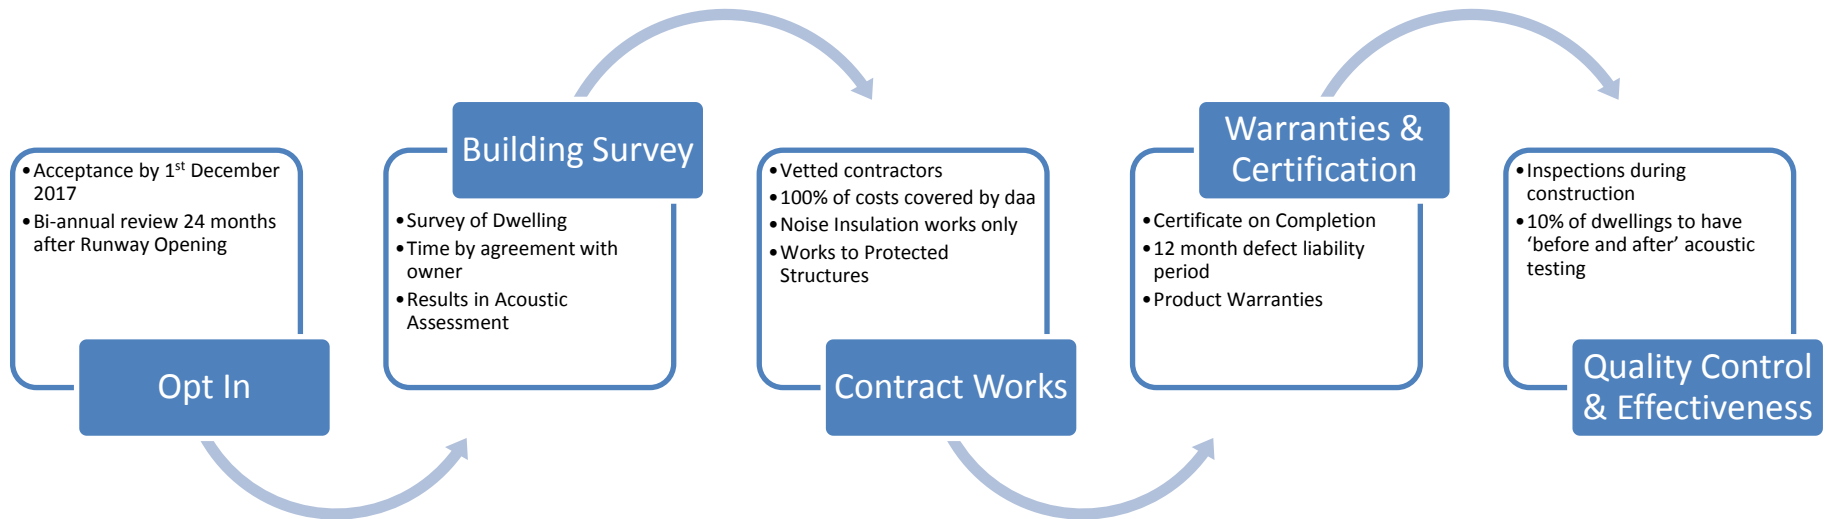 •Acceptance by 1st December
2017
•Bi-annual review 24 months
after Runway Opening
Opt In
Building Survey
•Survey of Dwelling
•Time by agreement with
owner
•Results in Acoustic
Assessment
•Vetted contractors
•100% of costs covered by daa
•Noise Insulation works only
•Works to Protected
Structures
Contract Works
Warranties &
Certification
•Certificate on Completion
•12 month defect liability
period
•Product Warranties
•Inspections during
construction
•10% of dwellings to have
‘before and after’ acoustic
testing
Quality Control
& Effectiveness